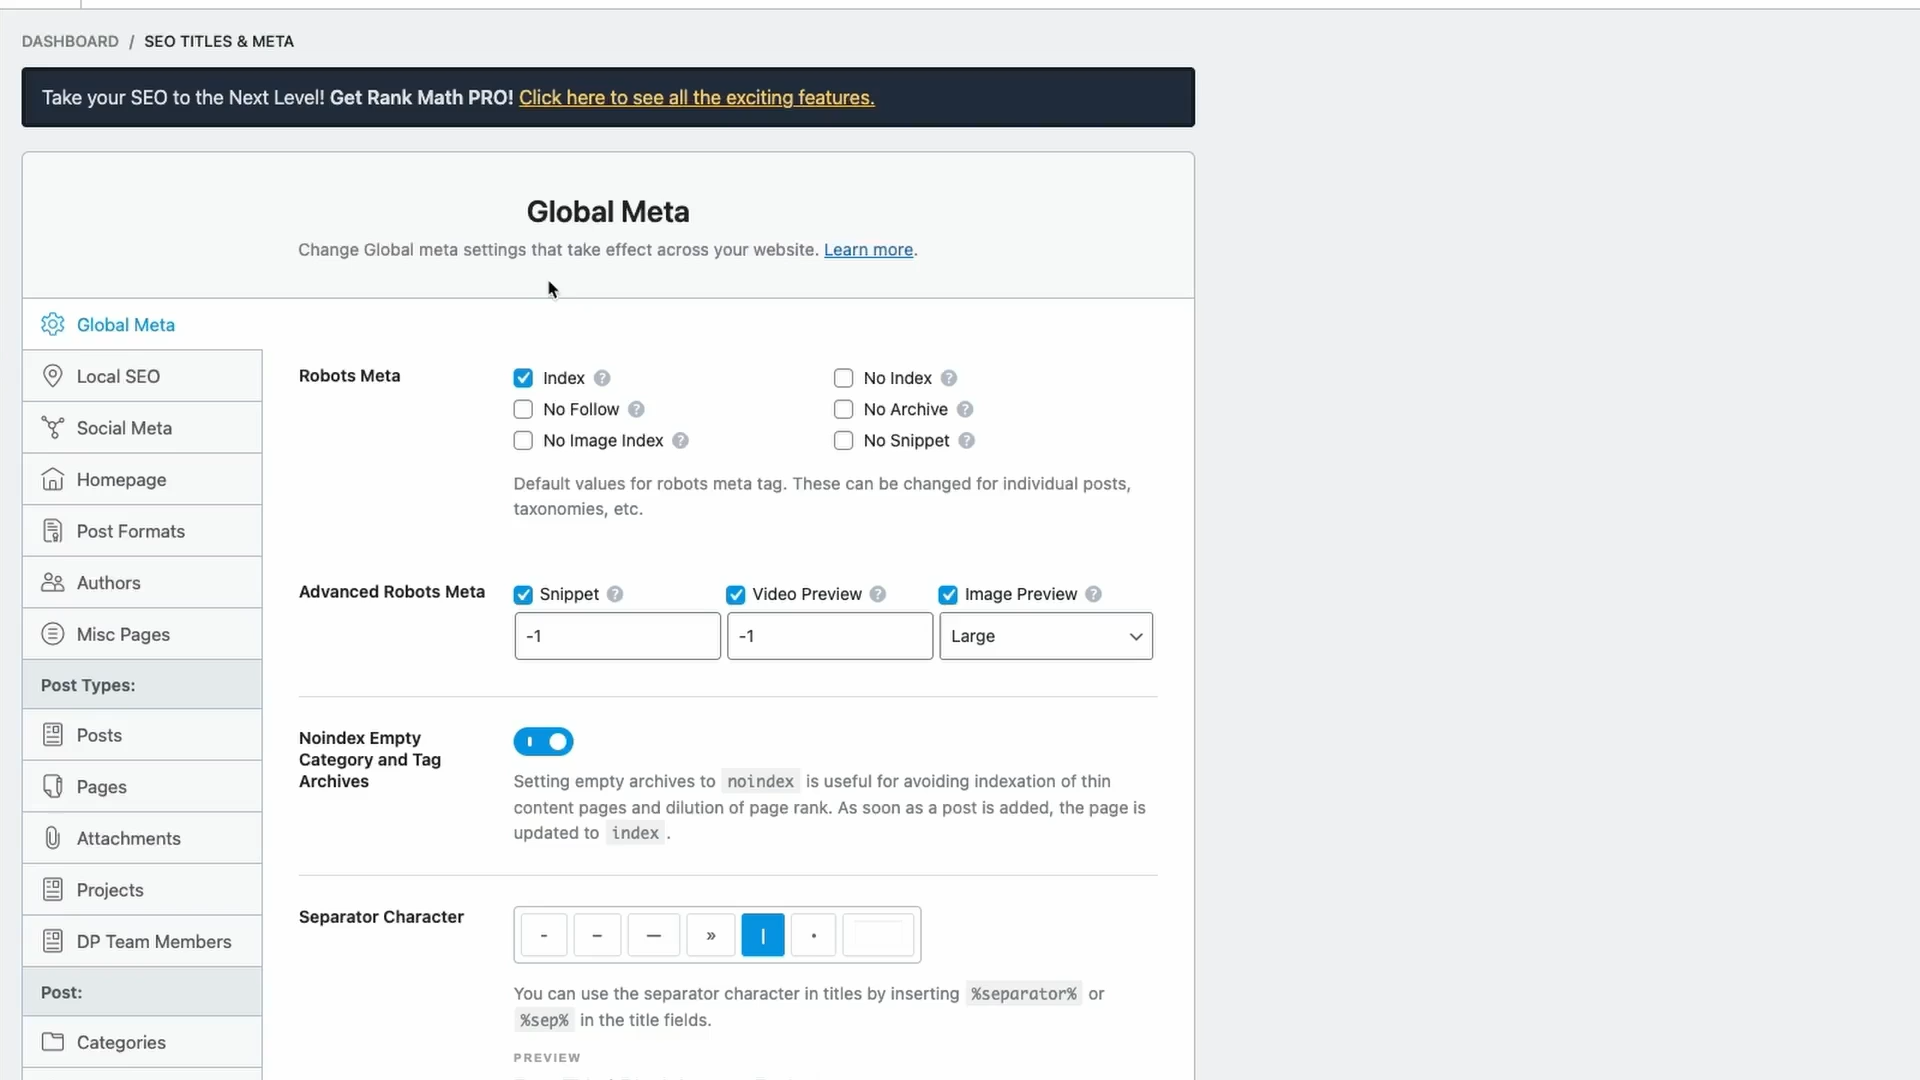 DASHBOARD / SEO TITLES & META
Take your SEO to the Next Level! Get Rank Math PRO! Click here to see all the exciting features.
Global Meta
Change Global meta settings that take effect across your website. Learn more.
Global Meta
Local SEO
Social Meta
Homepage
Post Formats
Authors
Misc Pages
Post Types:
Posts
Pages
Attachments
Projects
DP Team Members
Post:
Categories
Robots Meta
Index ?
No Index ?
No Follow ?
No Archive ?
No Image Index ?
No Snippet ?
Default values for robots meta tag. These can be changed for individual posts,
taxonomies, etc.
Advanced Robots Meta
Snippet ?
Video Preview ?
Image Preview ?
-1
-1
Large
Noindex Empty
Category and Tag
Archives
Setting empty archives to noindex is useful for avoiding indexation of thin
content pages and dilution of page rank. As soon as a post is added, the page is
updated to index .
Separator Character
- – — » | •
You can use the separator character in titles by inserting %separator% or
%sep% in the title fields.
PREVIEW